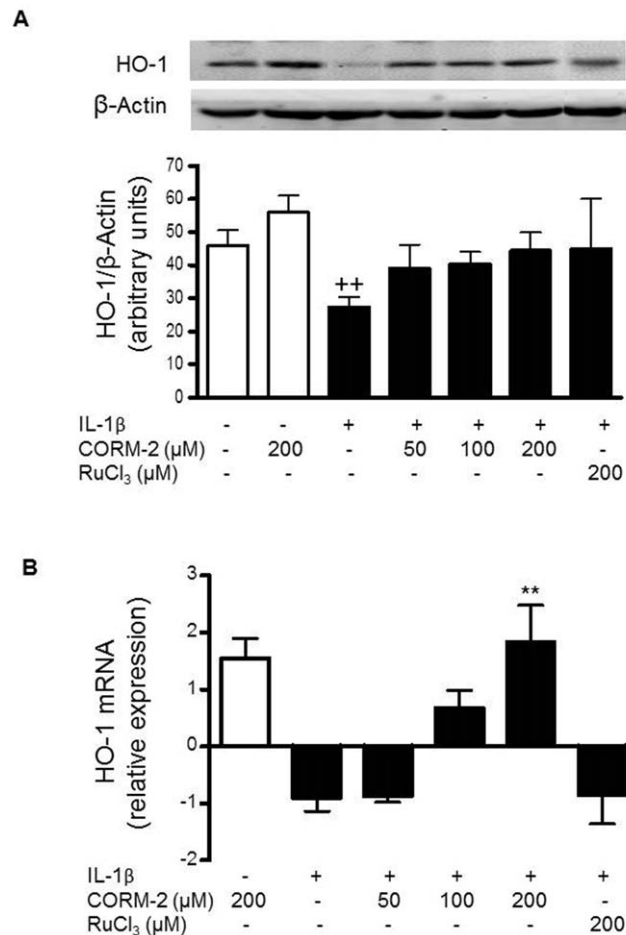 A
HO-1
β-Actin
HO-1/β-Actin
(arbitrary units)
70
60
50
40
30
20
10
0
++
IL-1β - - + + + + +
CORM-2 (µM) - 200 - 50 100 200 -
RuCl₃ (µM) - - - - - - 200
B
HO-1 mRNA
(relative expression)
3
2
1
0
-1
-2
**
IL-1β - + + + + +
CORM-2 (µM) 200 - 50 100 200 -
RuCl₃ (µM) - - - - - 200